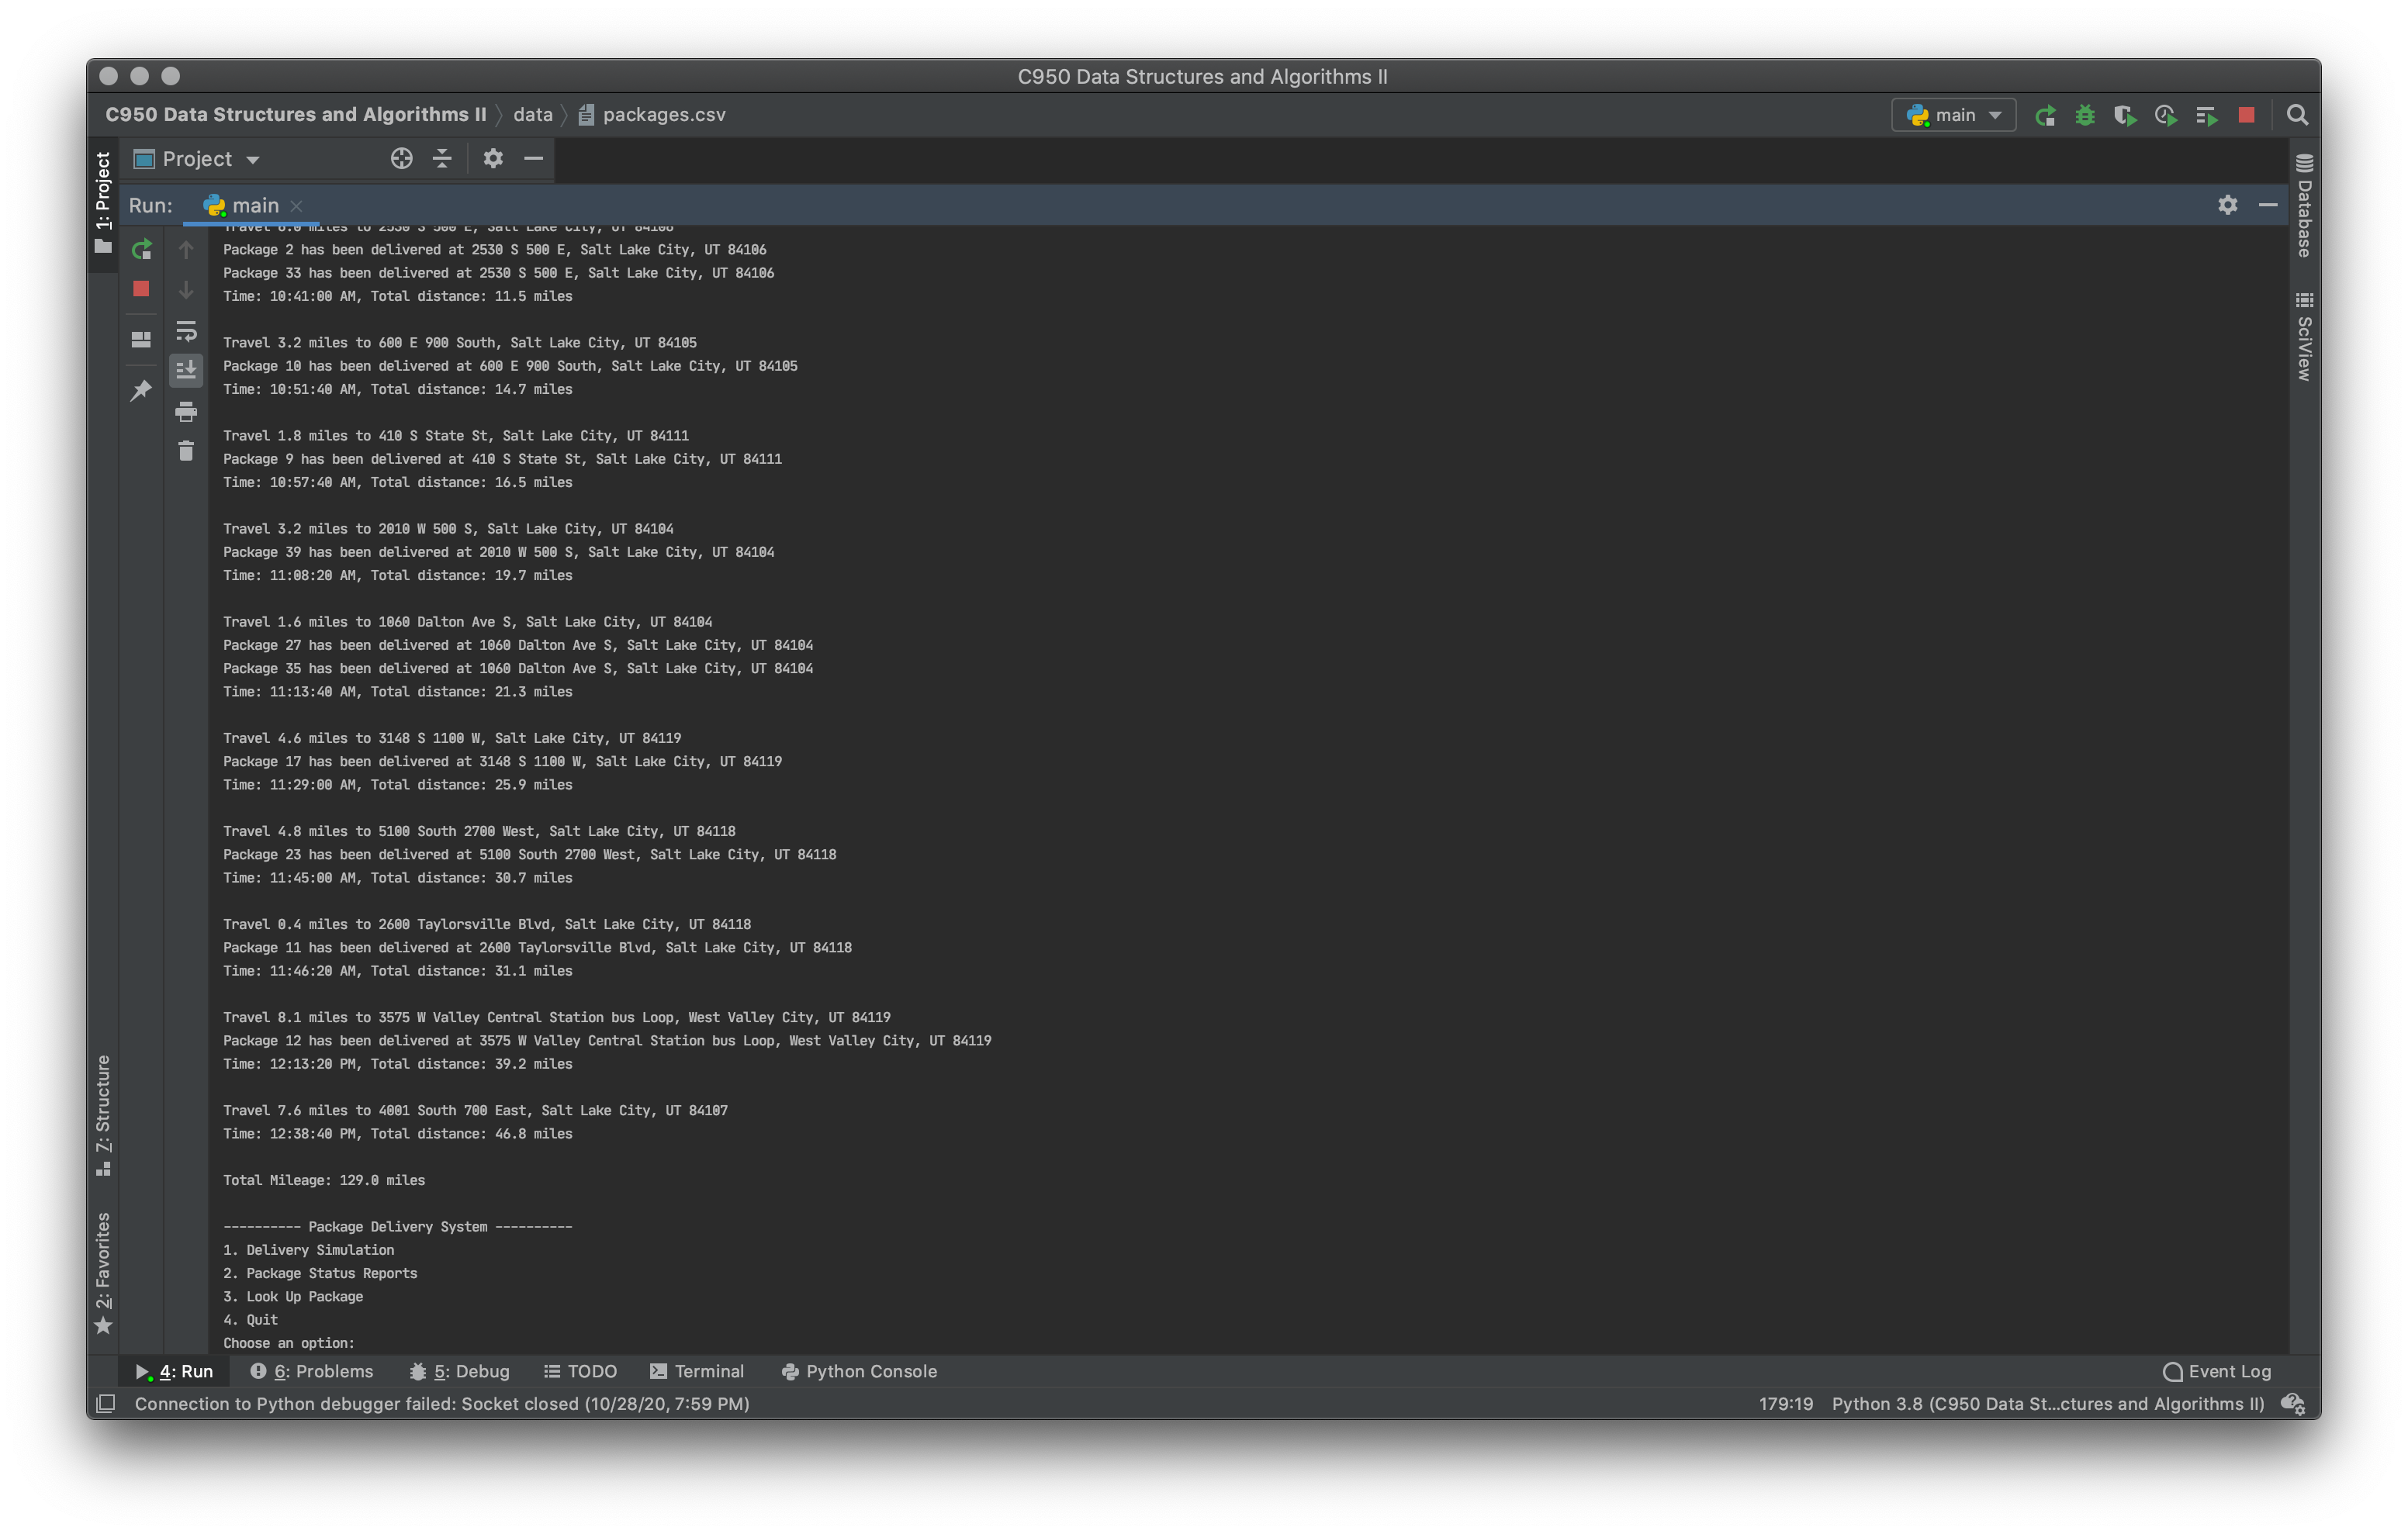 C950 Data Structures and Algorithms II
C950 Data Structures and Algorithms II data packages.csv main
1: Project
Project
Run: main
Travel 6.0 miles to 2530 S 500 E, Salt Lake City, UT 84106
Package 2 has been delivered at 2530 S 500 E, Salt Lake City, UT 84106
Package 33 has been delivered at 2530 S 500 E, Salt Lake City, UT 84106
Time: 10:41:00 AM, Total distance: 11.5 miles
Travel 3.2 miles to 600 E 900 South, Salt Lake City, UT 84105
Package 10 has been delivered at 600 E 900 South, Salt Lake City, UT 84105
Time: 10:51:40 AM, Total distance: 14.7 miles
Travel 1.8 miles to 410 S State St, Salt Lake City, UT 84111
Package 9 has been delivered at 410 S State St, Salt Lake City, UT 84111
Time: 10:57:40 AM, Total distance: 16.5 miles
Travel 3.2 miles to 2010 W 500 S, Salt Lake City, UT 84104
Package 39 has been delivered at 2010 W 500 S, Salt Lake City, UT 84104
Time: 11:08:20 AM, Total distance: 19.7 miles
Travel 1.6 miles to 1060 Dalton Ave S, Salt Lake City, UT 84104
Package 27 has been delivered at 1060 Dalton Ave S, Salt Lake City, UT 84104
Package 35 has been delivered at 1060 Dalton Ave S, Salt Lake City, UT 84104
Time: 11:13:40 AM, Total distance: 21.3 miles
Travel 4.6 miles to 3148 S 1100 W, Salt Lake City, UT 84119
Package 17 has been delivered at 3148 S 1100 W, Salt Lake City, UT 84119
Time: 11:29:00 AM, Total distance: 25.9 miles
Travel 4.8 miles to 5100 South 2700 West, Salt Lake City, UT 84118
Package 23 has been delivered at 5100 South 2700 West, Salt Lake City, UT 84118
Time: 11:45:00 AM, Total distance: 30.7 miles
Travel 0.4 miles to 2600 Taylorsville Blvd, Salt Lake City, UT 84118
Package 11 has been delivered at 2600 Taylorsville Blvd, Salt Lake City, UT 84118
Time: 11:46:20 AM, Total distance: 31.1 miles
Travel 8.1 miles to 3575 W Valley Central Station bus Loop, West Valley City, UT 84119
Package 12 has been delivered at 3575 W Valley Central Station bus Loop, West Valley City, UT 84119
Time: 12:13:20 PM, Total distance: 39.2 miles
Travel 7.6 miles to 4001 South 700 East, Salt Lake City, UT 84107
Time: 12:38:40 PM, Total distance: 46.8 miles
Total Mileage: 129.0 miles
---------- Package Delivery System ----------
1. Delivery Simulation
2. Package Status Reports
3. Look Up Package
4. Quit
Choose an option:
Database
SciView
7: Structure
2: Favorites
4: Run 6: Problems 5: Debug TODO Terminal Python Console Event Log
Connection to Python debugger failed: Socket closed (10/28/20, 7:59 PM) 179:19 Python 3.8 (C950 Data St...ctures and Algorithms II)